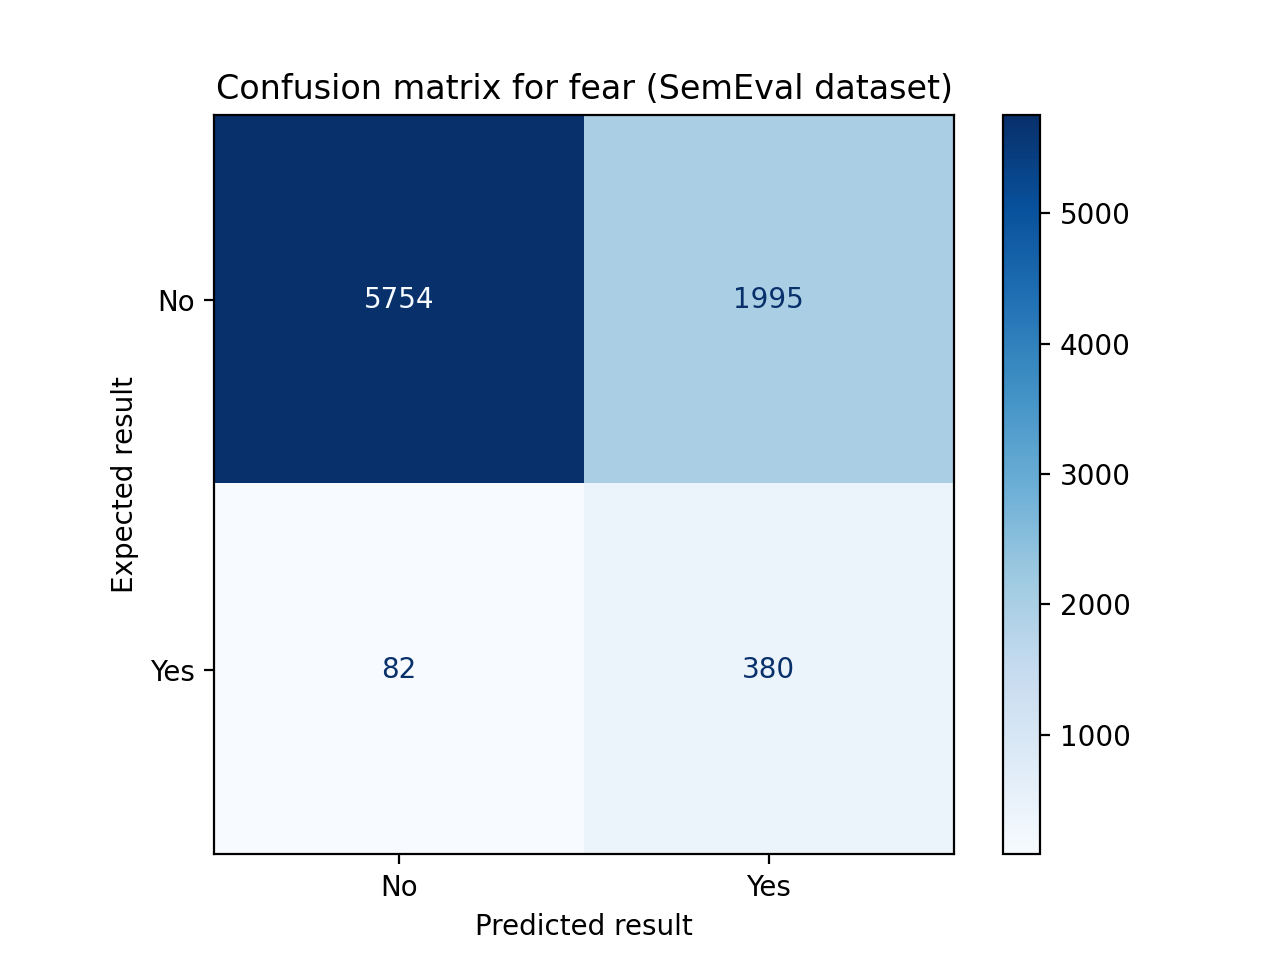 Confusion matrix for fear (SemEval dataset)
5754
1995
82
380
No
Yes
Expected result
No
Yes
Predicted result
5000
4000
3000
2000
1000